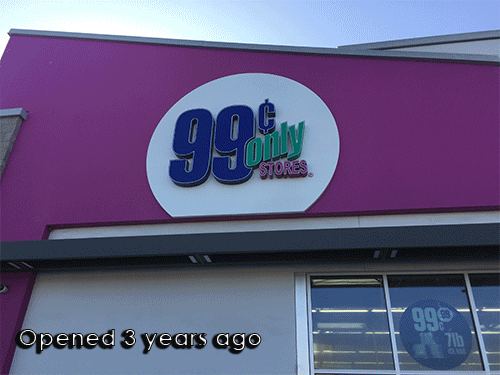 99¢
only
STORES®
99¢
7lb
Opened 3 years ago